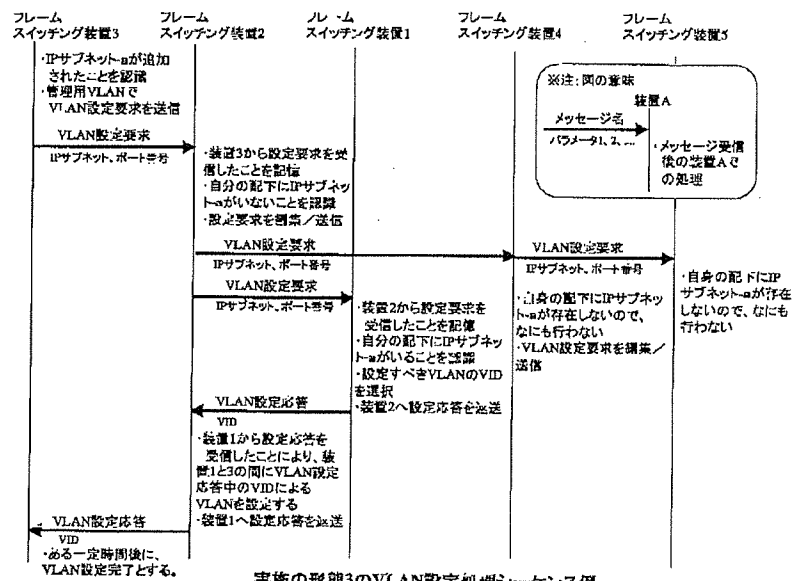 フレーム
スイッチング装置3
フレーム
スイッチング装置2
フレーム
スイッチング装置1
フレーム
スイッチング装置4
フレーム
スイッチング装置5
・IPサブネット-aが追加
されたことを認識
・管理用VLANで
VLAN設定要求を送信
VLAN設定要求
IPサブネット、ポート番号
・装置3から設定要求を受
信したことを記憶
・自分の配下にIPサブネッ
ト-aがいないことを認識
・設定要求を編集/送信
※注:図の意味
装置A
メッセージ名
パラメータ1、2、...
・メッセージ受信
後の装置Aで
の処理
VLAN設定要求
IPサブネット、ポート番号
VLAN設定要求
IPサブネット、ポート番号
VLAN設定要求
IPサブネット、ポート番号
・装置2から設定要求を
受信したことを記憶
・自分の配下にIPサブネッ
ト-aがいることを認識
・設定すべきVLANのVID
を選択
・装置2へ設定応答を返送
・自身の配下にIPサブネッ
ト-aが存在しないので、
なにも行わない
・VLAN設定要求を編集/
送信
・自身の配下にIP
サブネット-aが存在
しないので、なにも
行わない
VLAN設定応答
VID
・装置1から設定応答を
受信したことにより、装
置1と3の間にVLAN設定
応答中のVIDによる
VLANを設定する
・装置1へ設定応答を返送
VLAN設定応答
VID
・ある一定時間後に、
VLAN設定完了とする。
実施の形態3のVLAN設定処理シーケンス例